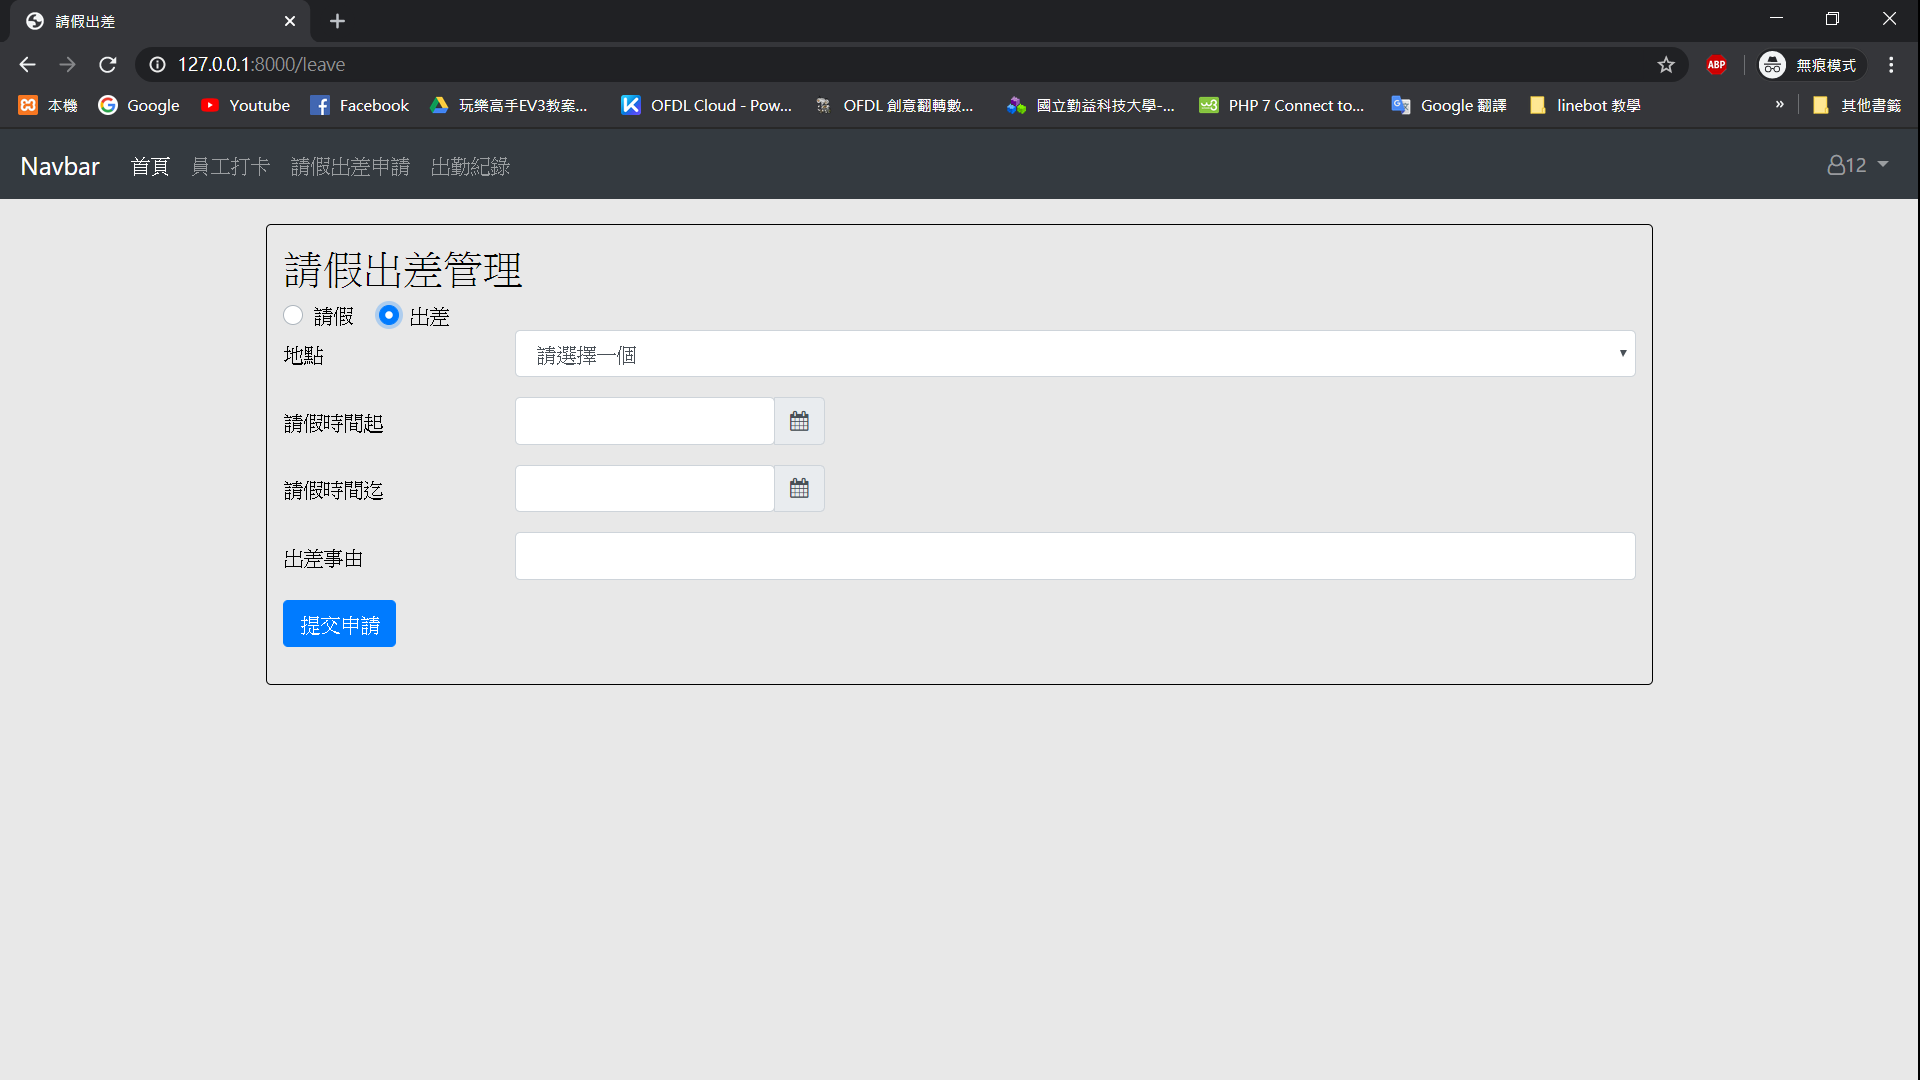 請假出差
127.0.0.1:8000/leave
ABP
無痕模式
本機 Google Youtube Facebook 玩樂高手EV3教案... OFDL Cloud - Pow... OFDL 創意翻轉數... 國立勤益科技大學-... PHP 7 Connect to... Google 翻譯 linebot 教學 » 其他書籤
Navbar 首頁 員工打卡 請假出差申請 出勤紀錄 12
請假出差管理
請假 出差
地點 請選擇一個
請假時間起
請假時間迄
出差事由
提交申請